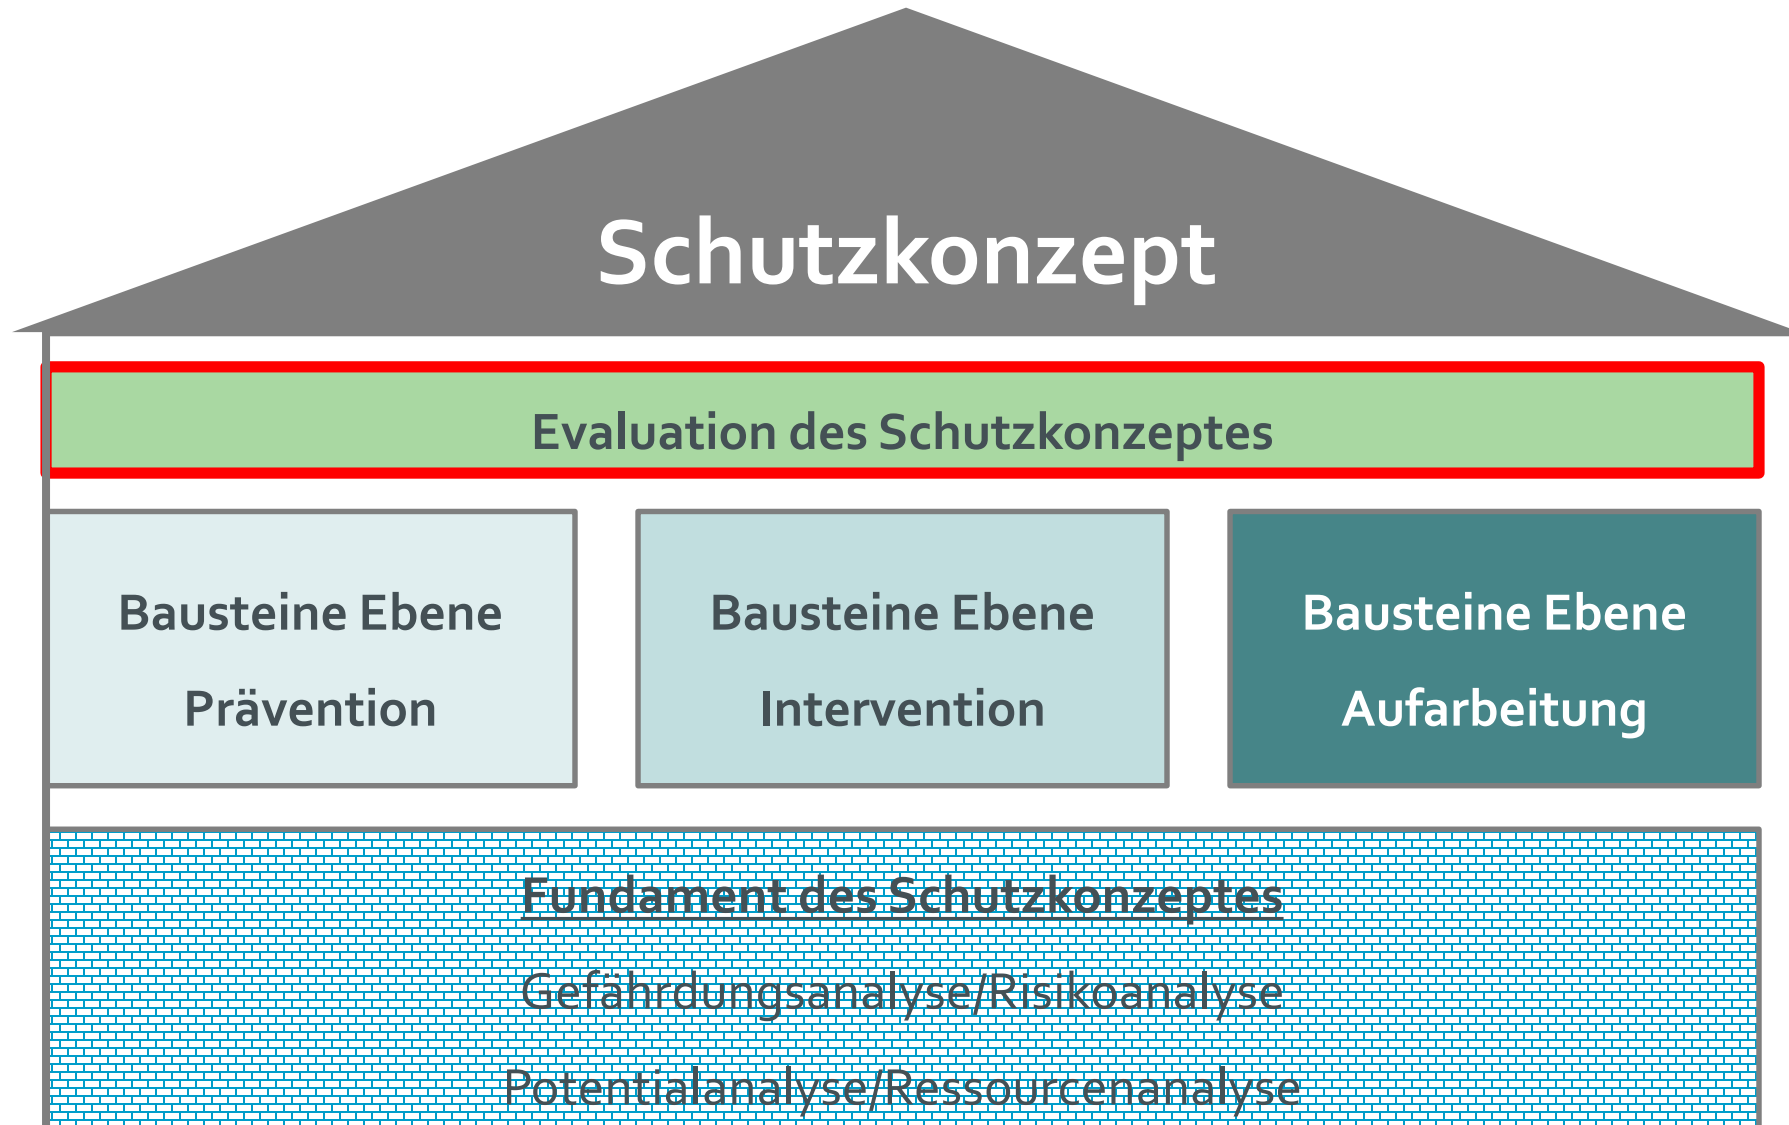 Schutzkonzept
Evaluation des Schutzkonzeptes
Bausteine Ebene
Prävention
Bausteine Ebene
Intervention
Bausteine Ebene
Aufarbeitung
Fundament des Schutzkonzeptes
Gefährdungsanalyse/Risikoanalyse
Potentialanalyse/Ressourcenanalyse